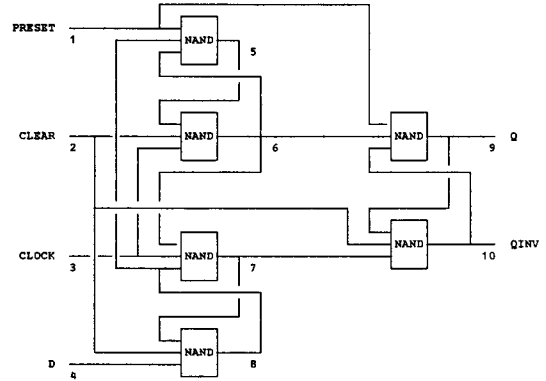 PRESET
1
NAND
5
CLEAR
2
NAND
6
NAND
9
Q
CLOCK
3
NAND
7
NAND
10
QINV
D
4
NAND
8